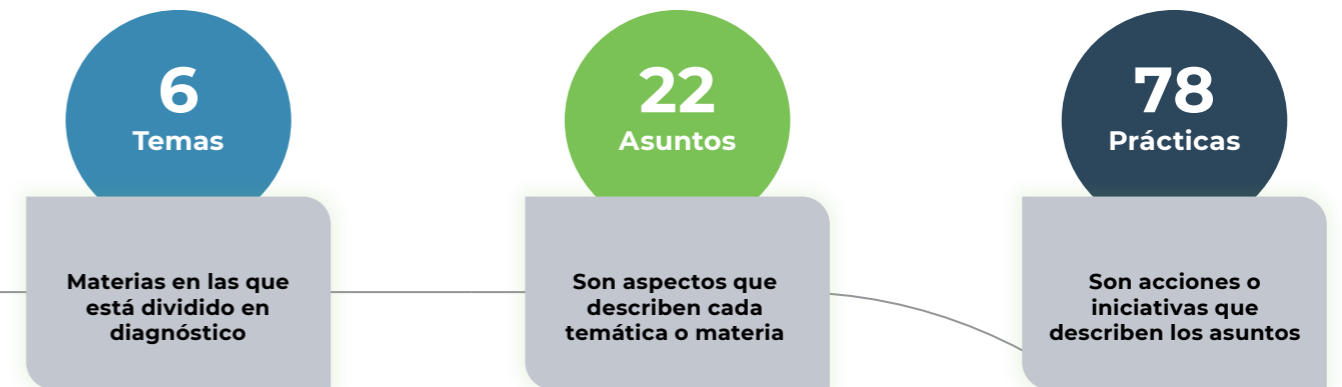 6
Temas
Materias en las que
está dividido en
diagnóstico
22
Asuntos
Son aspectos que
describen cada
temática o materia
78
Prácticas
Son acciones o
iniciativas que
describen los asuntos